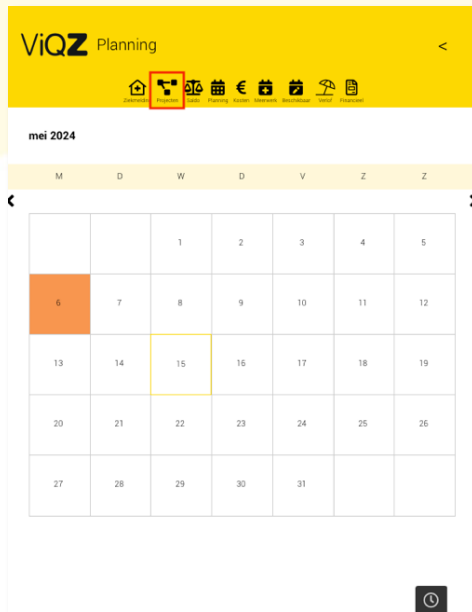 ViQZ Planning <
Ziekmelden Projecten Saldo Planning Kosten Meerwerk Beschikbaar Verlof Financieel
mei 2024
M D W D V Z Z
1 2 3 4 5
6 7 8 9 10 11 12
13 14 15 16 17 18 19
20 21 22 23 24 25 26
27 28 29 30 31